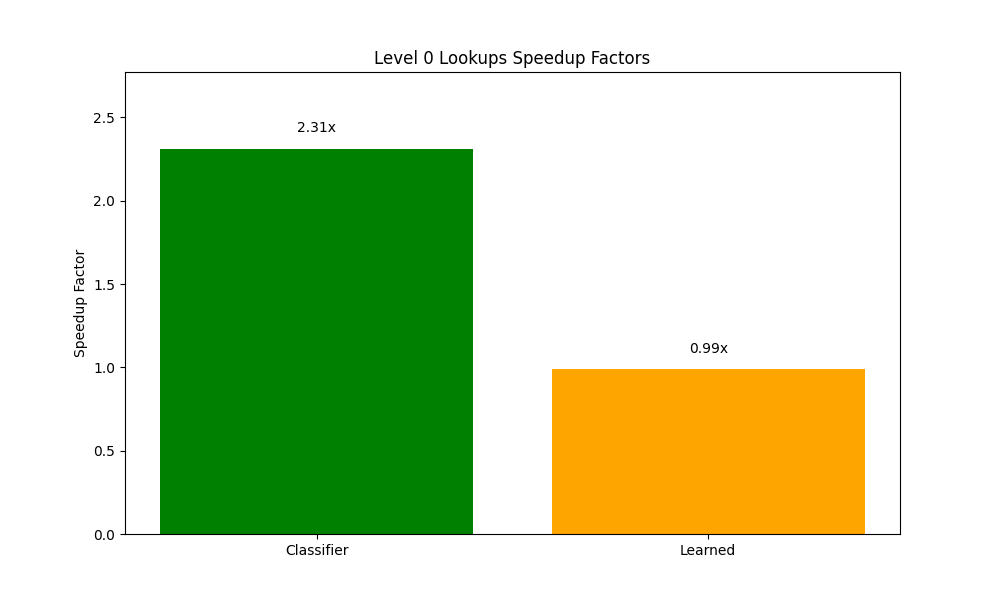 Level 0 Lookups Speedup Factors
Speedup Factor
2.5
2.0
1.5
1.0
0.5
0.0
2.31x
0.99x
Classifier
Learned